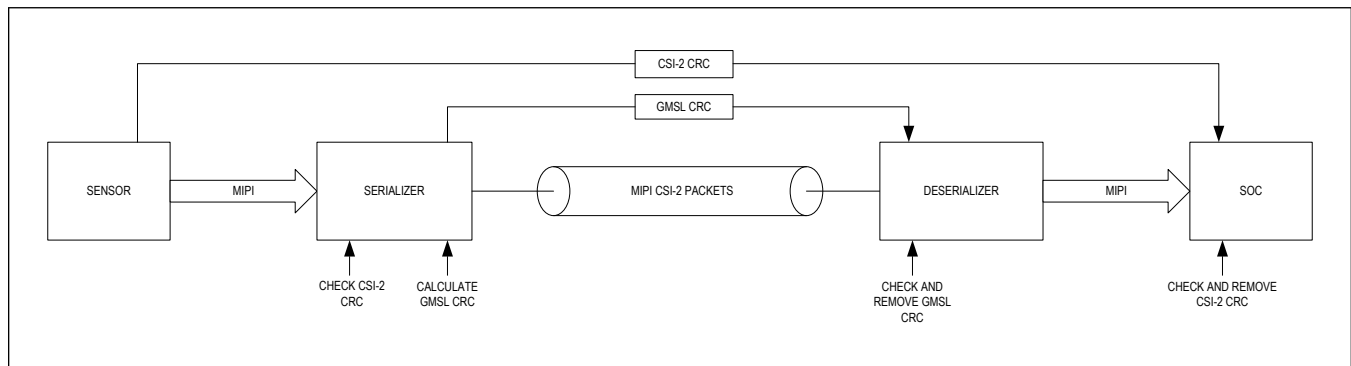 CSI-2 CRC
GMSL CRC
SENSOR
MIPI
SERIALIZER
MIPI CSI-2 PACKETS
DESERIALIZER
MIPI
SOC
CHECK CSI-2
CRC
CALCULATE
GMSL CRC
CHECK AND
REMOVE GMSL
CRC
CHECK AND REMOVE
CSI-2 CRC